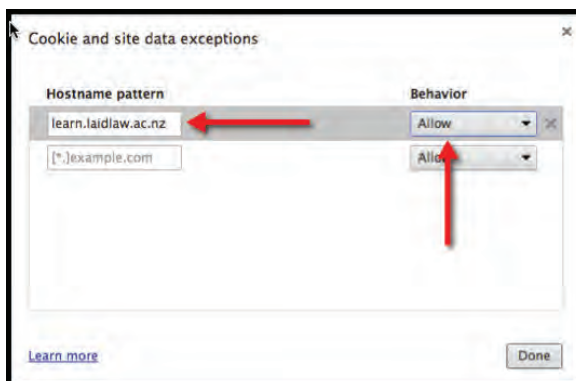 Cookie and site data exceptions
Hostname pattern Behavior
learn.laidlaw.ac.nz Allow
[*.]example.com
Learn more Done